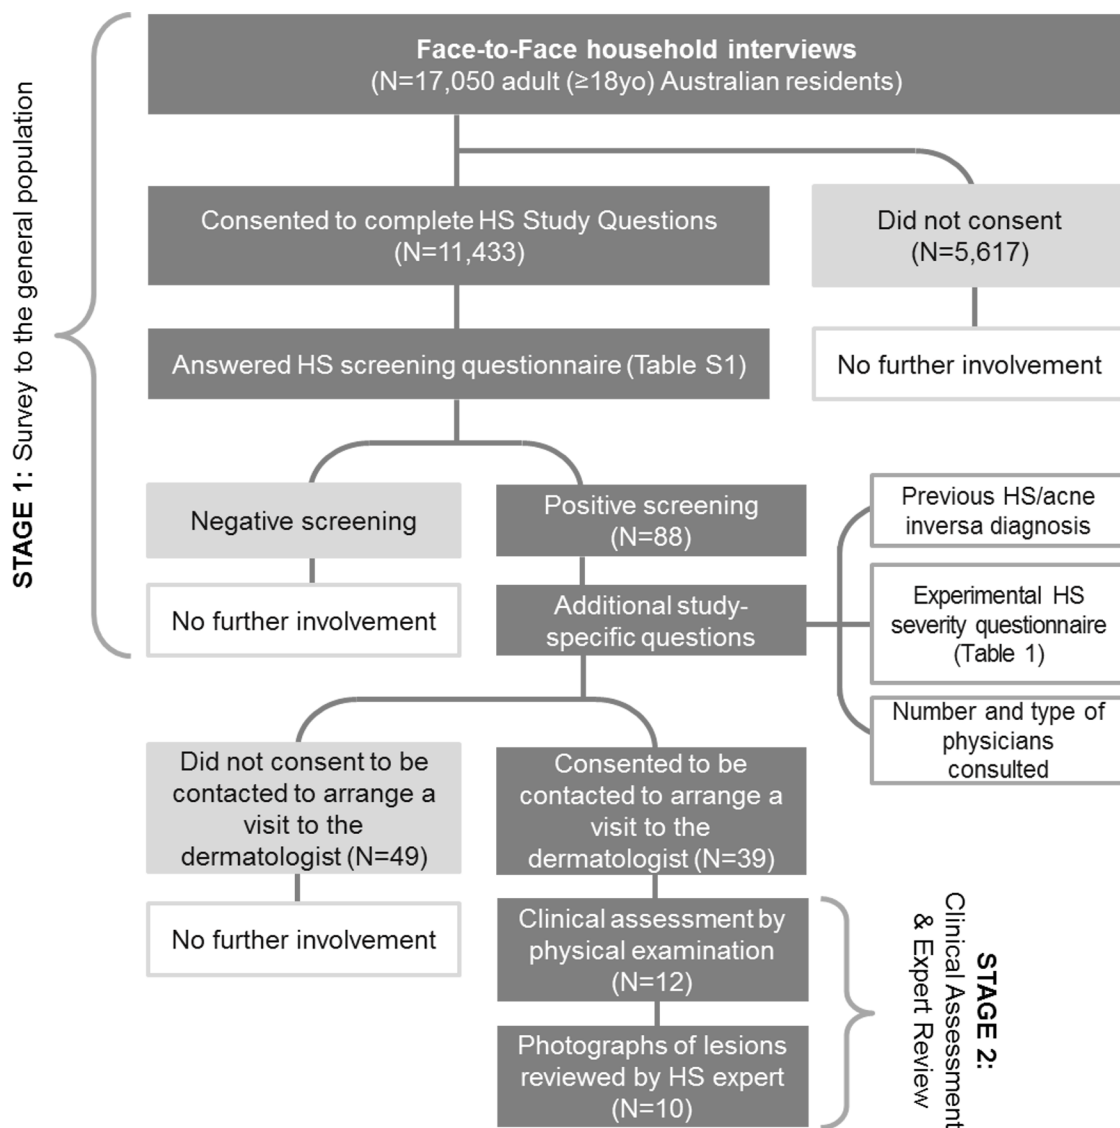 Face-to-Face household interviews
(N=17,050 adult (≥18yo) Australian residents)
STAGE 1: Survey to the general population
Consented to complete HS Study Questions
(N=11,433)
Did not consent
(N=5,617)
Answered HS screening questionnaire (Table S1)
No further involvement
Negative screening
Positive screening
(N=88)
Previous HS/acne
inversa diagnosis
No further involvement
Additional study-
specific questions
Experimental HS
severity questionnaire
(Table 1)
Number and type of
physicians
consulted
Did not consent to be
contacted to arrange a
visit to the
dermatologist (N=49)
Consented to be
contacted to arrange a
visit to the
dermatologist (N=39)
No further involvement
Clinical assessment by
physical examination
(N=12)
Photographs of lesions
reviewed by HS expert
(N=10)
STAGE 2:
Clinical Assessment
& Expert Review